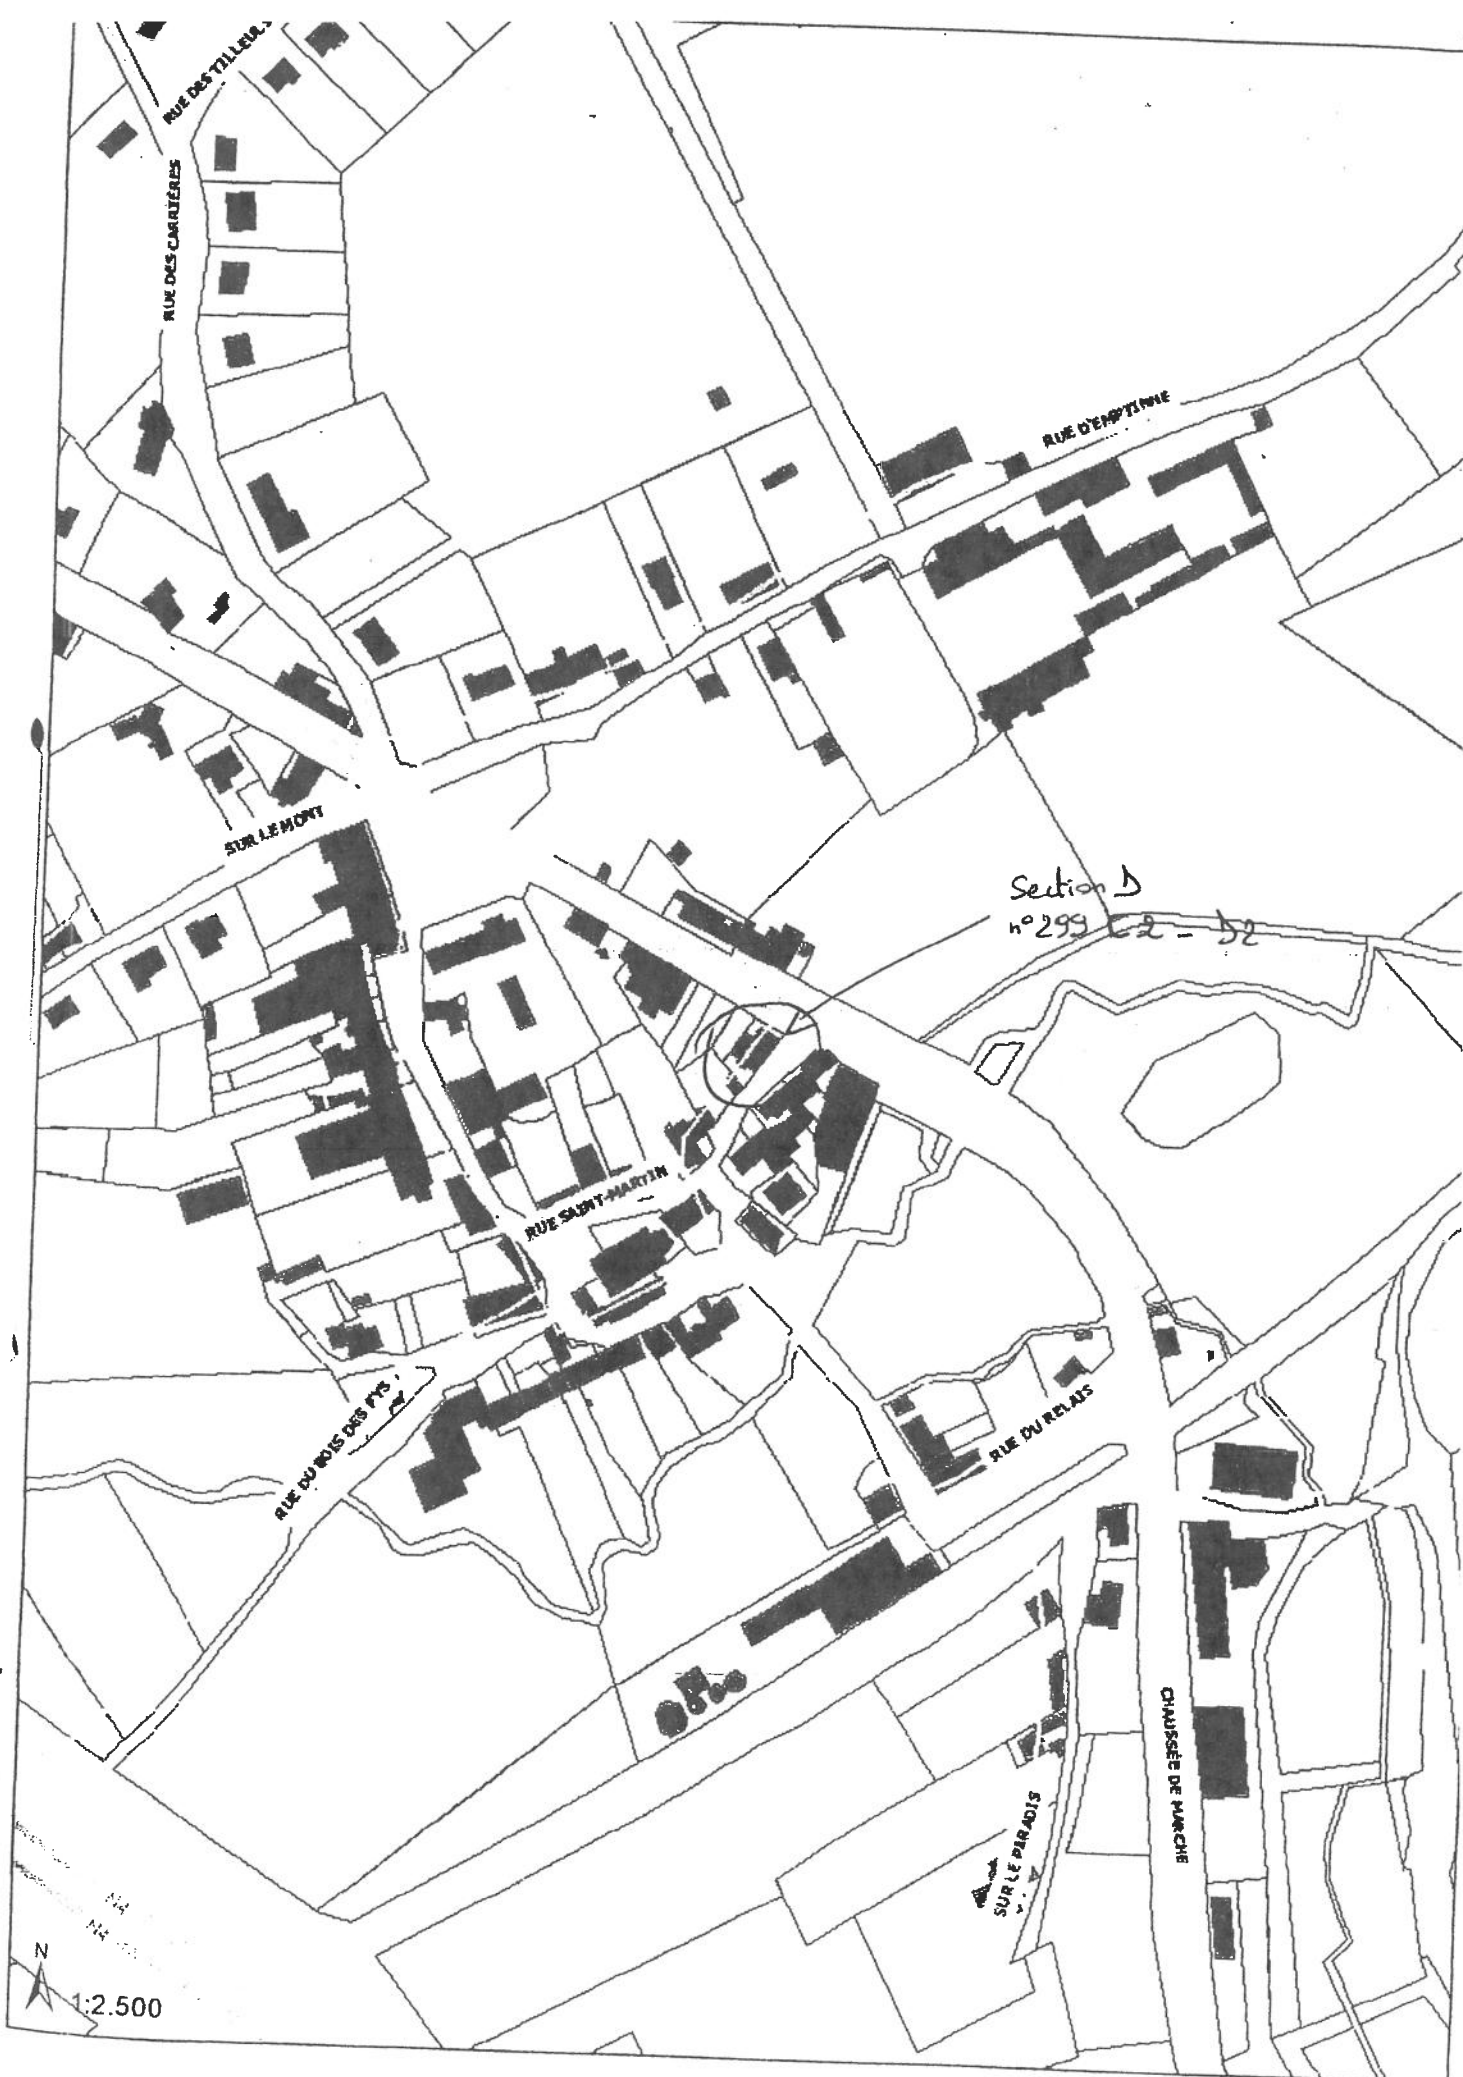 RUE DES TILLEULS
RUE DES CARRIÈRES
RUE D'EMPTINNE
SUR LE MONT
Section D
n° 299 C2 - D2
RUE SAINT-MARTIN
RUE DU BOIS DES FYS
RUE DU RELAIS
CHAUSSÉE DE MARCHE
SUR LE PARADIS
N
1:2.500